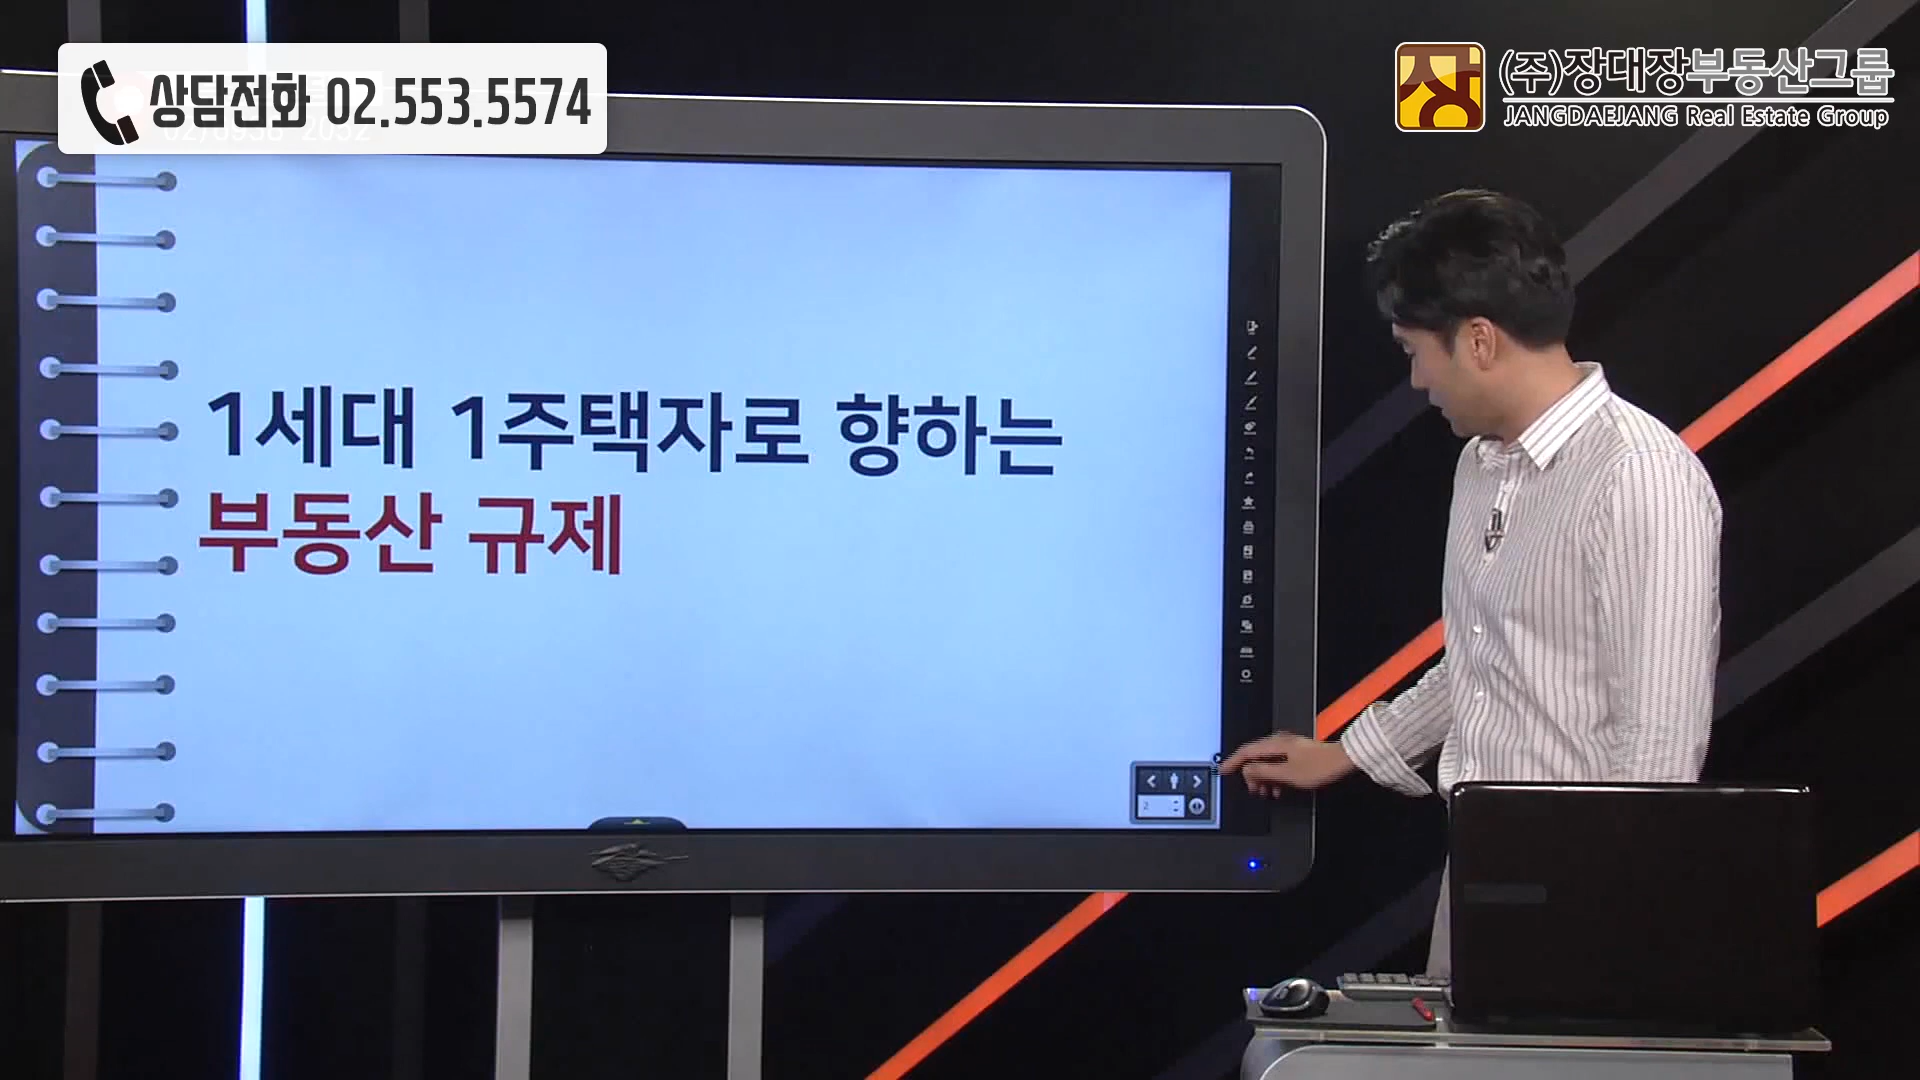 상담전화 02.553.5574
(주)장대장부동산그룹
JANGDAEJANG Real Estate Group
1세대 1주택자로 향하는
부동산 규제
2